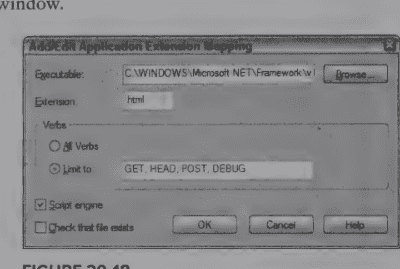 window.
Add/Edit Application Extension Mapping
Executable: C:\WINDOWS\Microsoft.NET\Framework\v Browse...
Extension: .html
Verbs
All Verbs
Limit to: GET, HEAD, POST, DEBUG
Script engine
Check that file exists OK Cancel Help
FIGURE 20.18